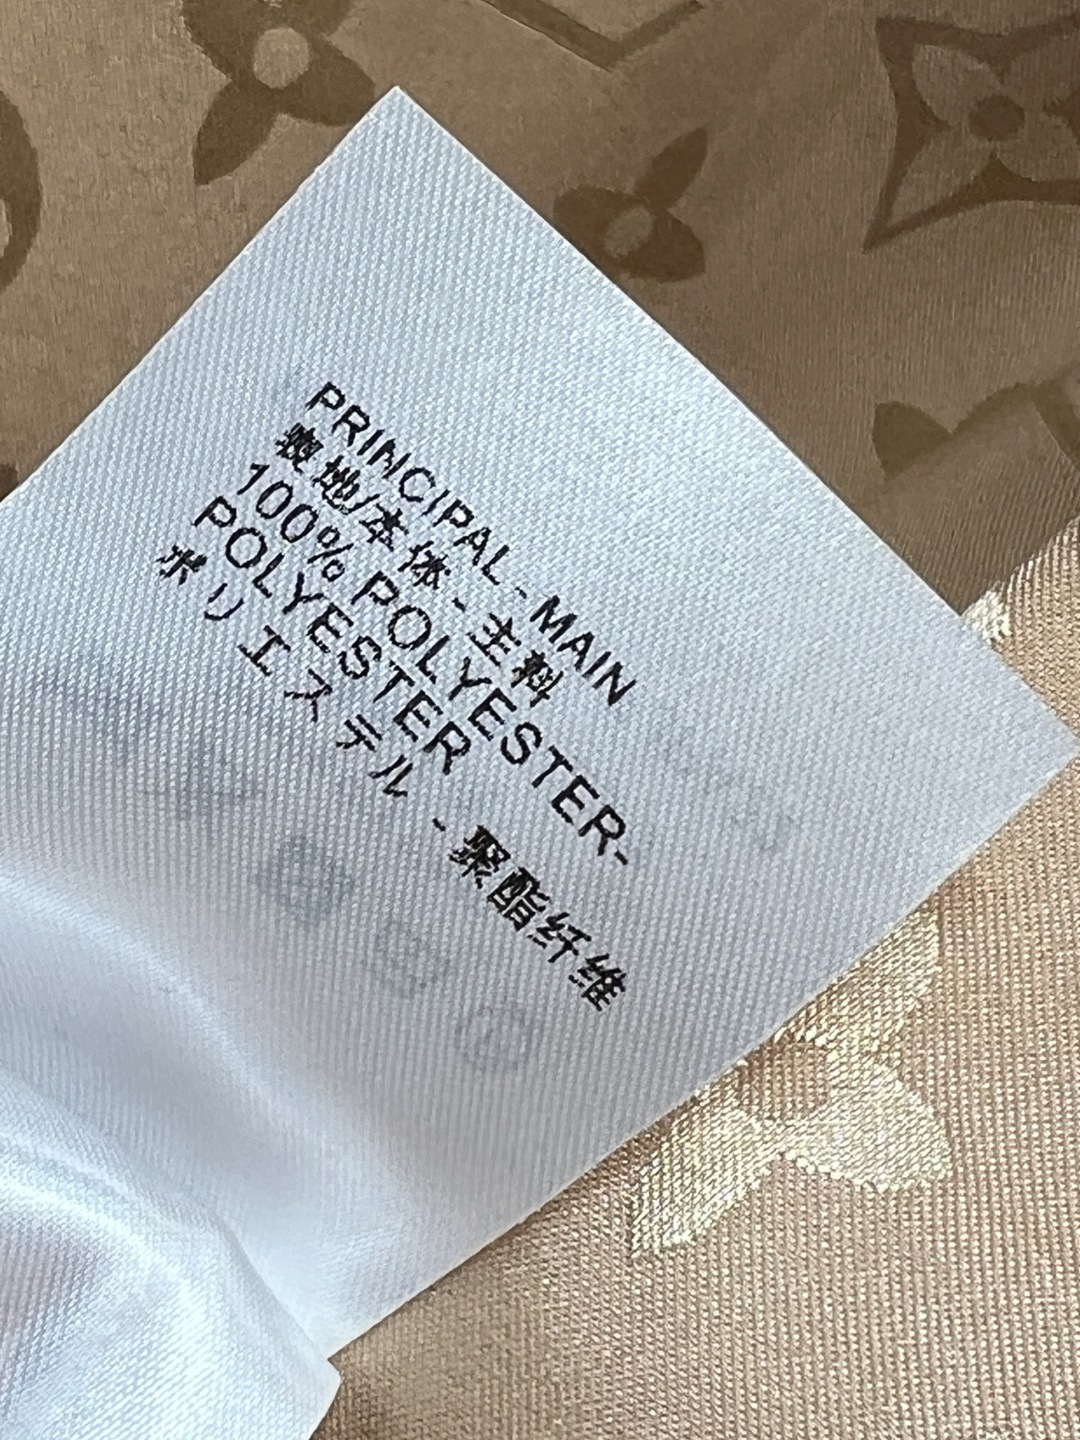 PRINCIPAL - MAIN
表地/本体 - 主料
100% POLYESTER-
POLYESTER
ポリエステル - 聚酯纤维